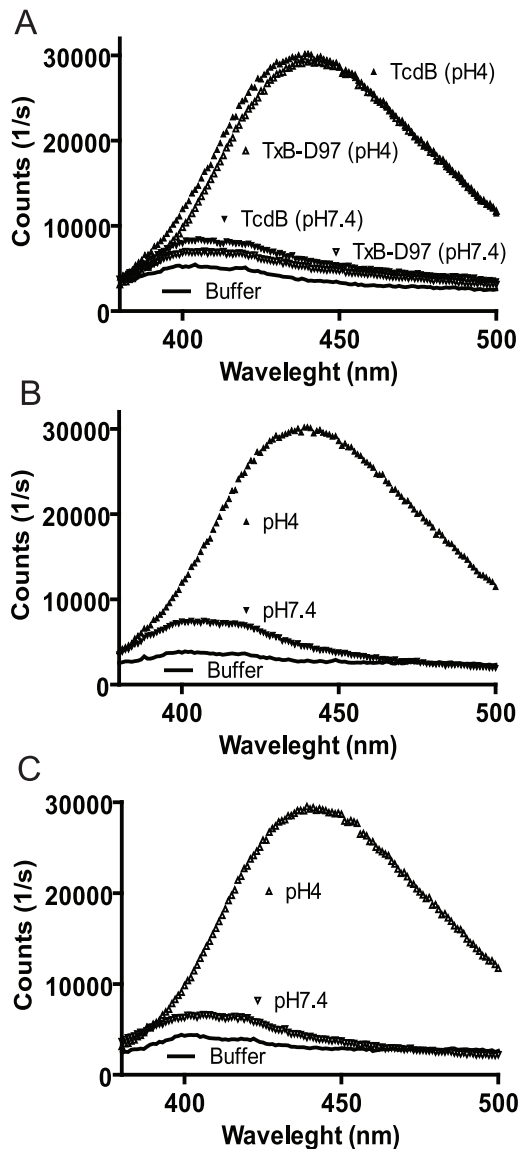 A
Counts (1/s)
30000
20000
10000
0
TcdB (pH4)
TxB-D97 (pH4)
TcdB (pH7.4)
TxB-D97 (pH7.4)
Buffer
400 450 500
Waveleght (nm)
B
Counts (1/s)
30000
20000
10000
0
pH4
pH7.4
Buffer
400 450 500
Waveleght (nm)
C
Counts (1/s)
30000
20000
10000
0
pH4
pH7.4
Buffer
400 450 500
Waveleght (nm)